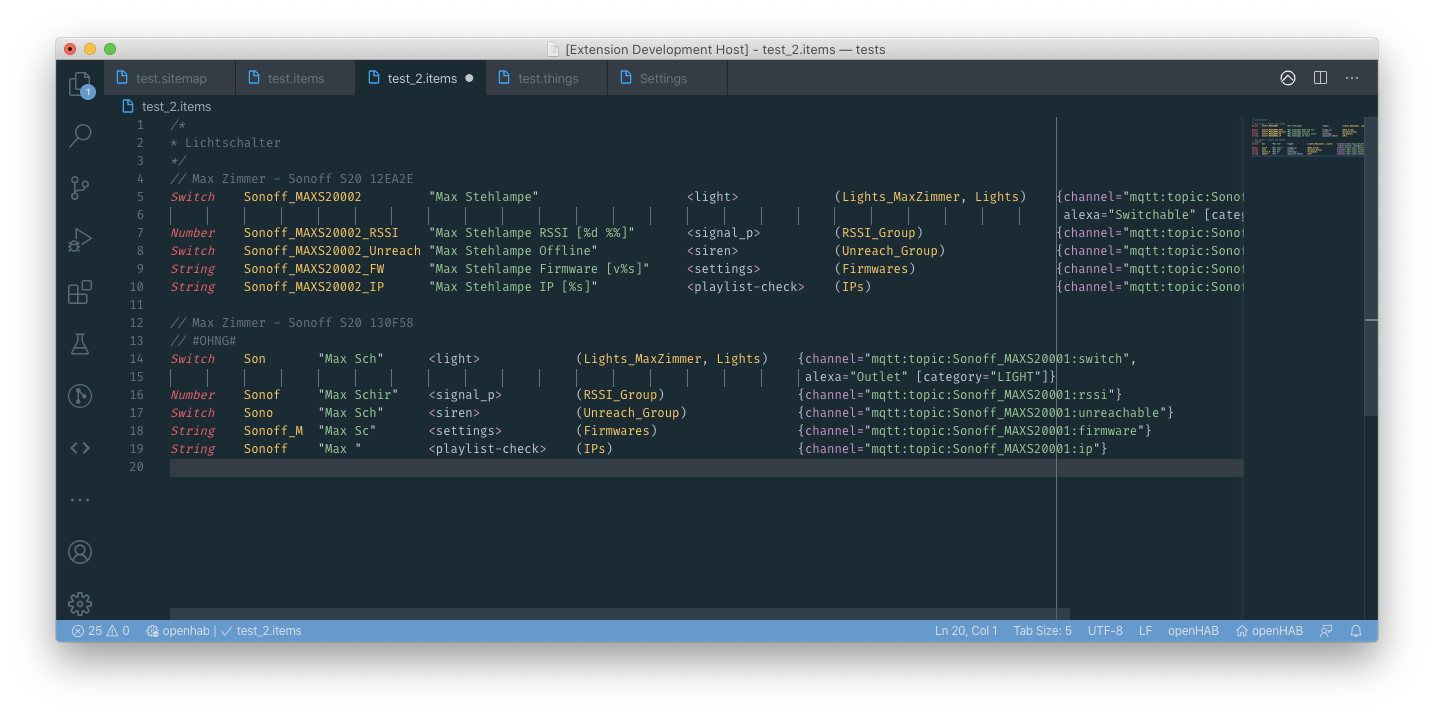 [Extension Development Host] - test_2.items — tests
test.sitemap test.items test_2.items test.things Settings
1
test_2.items
1 /*
2 * Lichtschalter
3 */
4 // Max Zimmer - Sonoff S20 12EA2E
5 Switch Sonoff_MAXS20002 "Max Stehlampe" <light> (Lights_MaxZimmer, Lights) {channel="mqtt:topic:Sonof
6 alexa="Switchable" [categ
7 Number Sonoff_MAXS20002_RSSI "Max Stehlampe RSSI [%d %%]" <signal_p> (RSSI_Group) {channel="mqtt:topic:Sonof
8 Switch Sonoff_MAXS20002_Unreach "Max Stehlampe Offline" <siren> (Unreach_Group) {channel="mqtt:topic:Sonof
9 String Sonoff_MAXS20002_FW "Max Stehlampe Firmware [v%s]" <settings> (Firmwares) {channel="mqtt:topic:Sonof
10 String Sonoff_MAXS20002_IP "Max Stehlampe IP [%s]" <playlist-check> (IPs) {channel="mqtt:topic:Sonof
11
12 // Max Zimmer - Sonoff S20 130F58
13 // #OHNG#
14 Switch Son "Max Sch" <light> (Lights_MaxZimmer, Lights) {channel="mqtt:topic:Sonoff_MAXS20001:switch",
15 alexa="Outlet" [category="LIGHT"]}
16 Number Sonof "Max Schir" <signal_p> (RSSI_Group) {channel="mqtt:topic:Sonoff_MAXS20001:rssi"}
17 Switch Sono "Max Sch" <siren> (Unreach_Group) {channel="mqtt:topic:Sonoff_MAXS20001:unreachable"}
18 String Sonoff_M "Max Sc" <settings> (Firmwares) {channel="mqtt:topic:Sonoff_MAXS20001:firmware"}
19 String Sonoff "Max " <playlist-check> (IPs) {channel="mqtt:topic:Sonoff_MAXS20001:ip"}
20
25 0 openhab | test_2.items Ln 20, Col 1 Tab Size: 5 UTF-8 LF openHAB openHAB